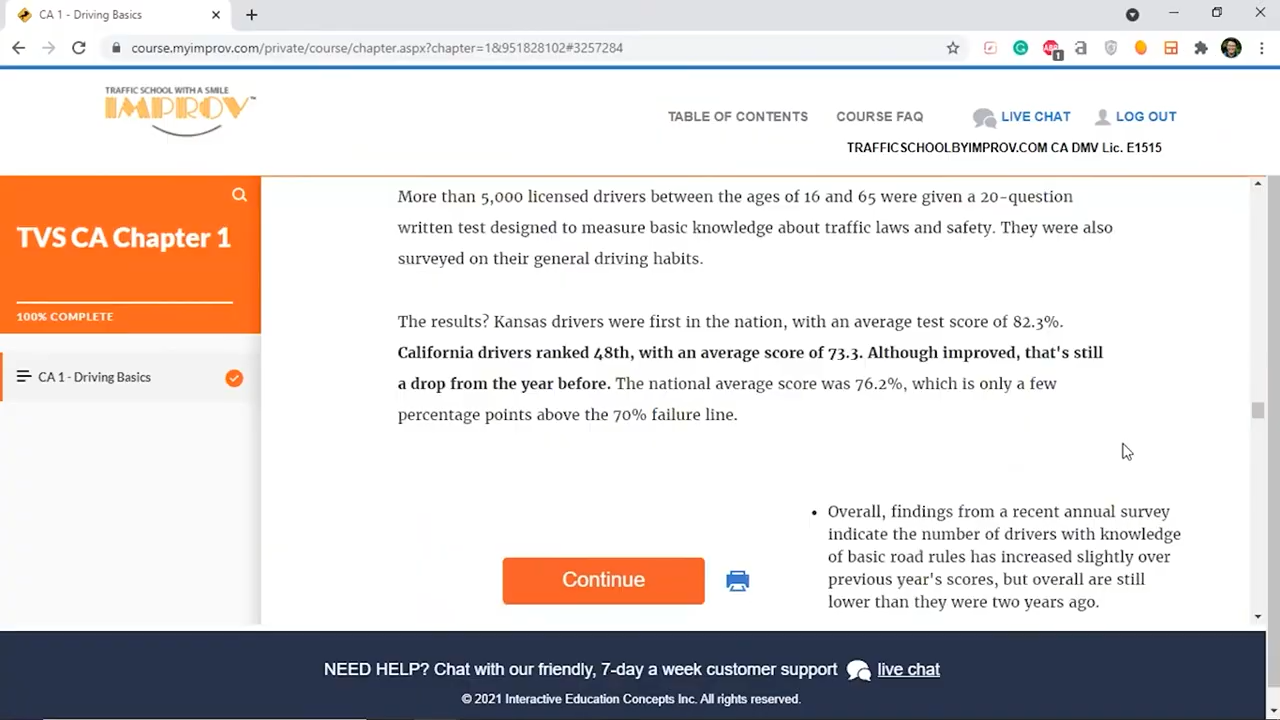 CA 1 - Driving Basics
course.myimprov.com/private/course/chapter.aspx?chapter=1&951828102#3257284
ABP
1
a
TRAFFIC SCHOOL WITH A SMILE
IMPROV™
TABLE OF CONTENTS
COURSE FAQ
LIVE CHAT
LOG OUT
TRAFFICSCHOOLBYIMPROV.COM CA DMV Lic. E1515
TVS CA Chapter 1
100% COMPLETE
CA 1 - Driving Basics
More than 5,000 licensed drivers between the ages of 16 and 65 were given a 20-question
written test designed to measure basic knowledge about traffic laws and safety. They were also
surveyed on their general driving habits.
The results? Kansas drivers were first in the nation, with an average test score of 82.3%.
California drivers ranked 48th, with an average score of 73.3. Although improved, that's still
a drop from the year before. The national average score was 76.2%, which is only a few
percentage points above the 70% failure line.
• Overall, findings from a recent annual survey
indicate the number of drivers with knowledge
of basic road rules has increased slightly over
previous year's scores, but overall are still
lower than they were two years ago.
Continue
NEED HELP? Chat with our friendly, 7-day a week customer support
live chat
© 2021 Interactive Education Concepts Inc. All rights reserved.